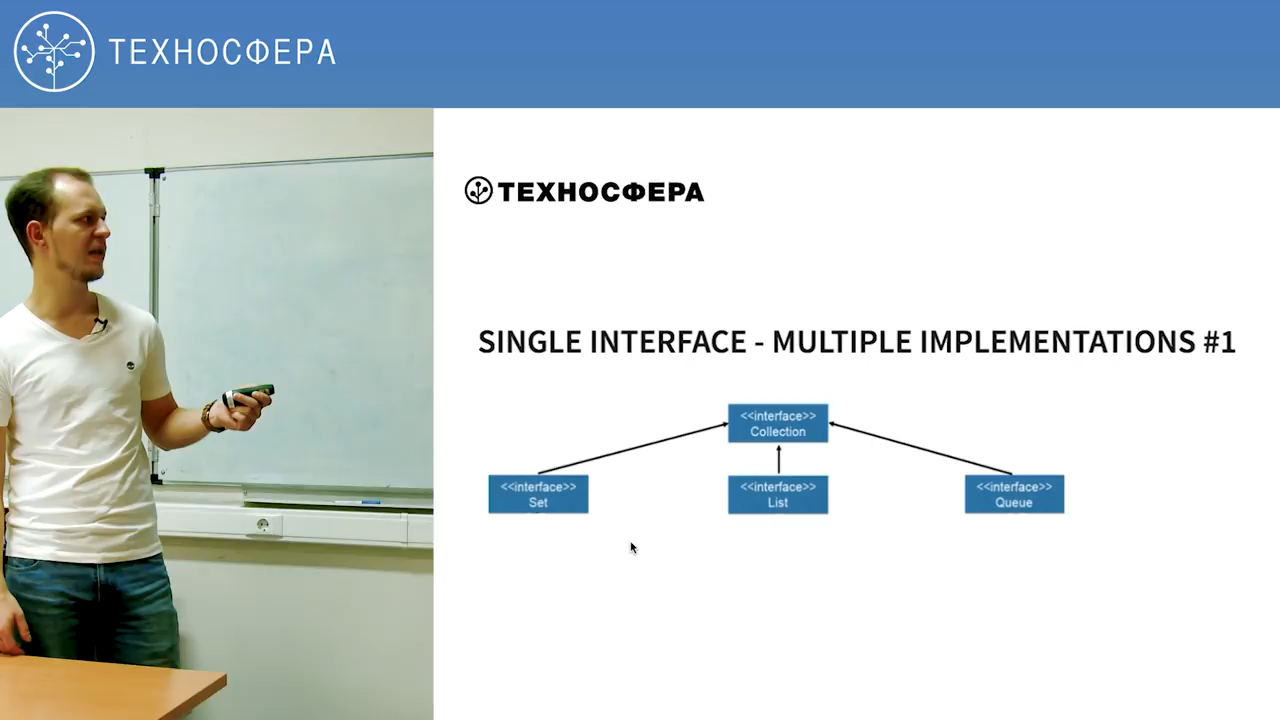 ТЕХНОСФЕРА
ТЕХНОСФЕРА
SINGLE INTERFACE - MULTIPLE IMPLEMENTATIONS #1
<<interface>>
Collection
<<interface>>
Set
<<interface>>
List
<<interface>>
Queue